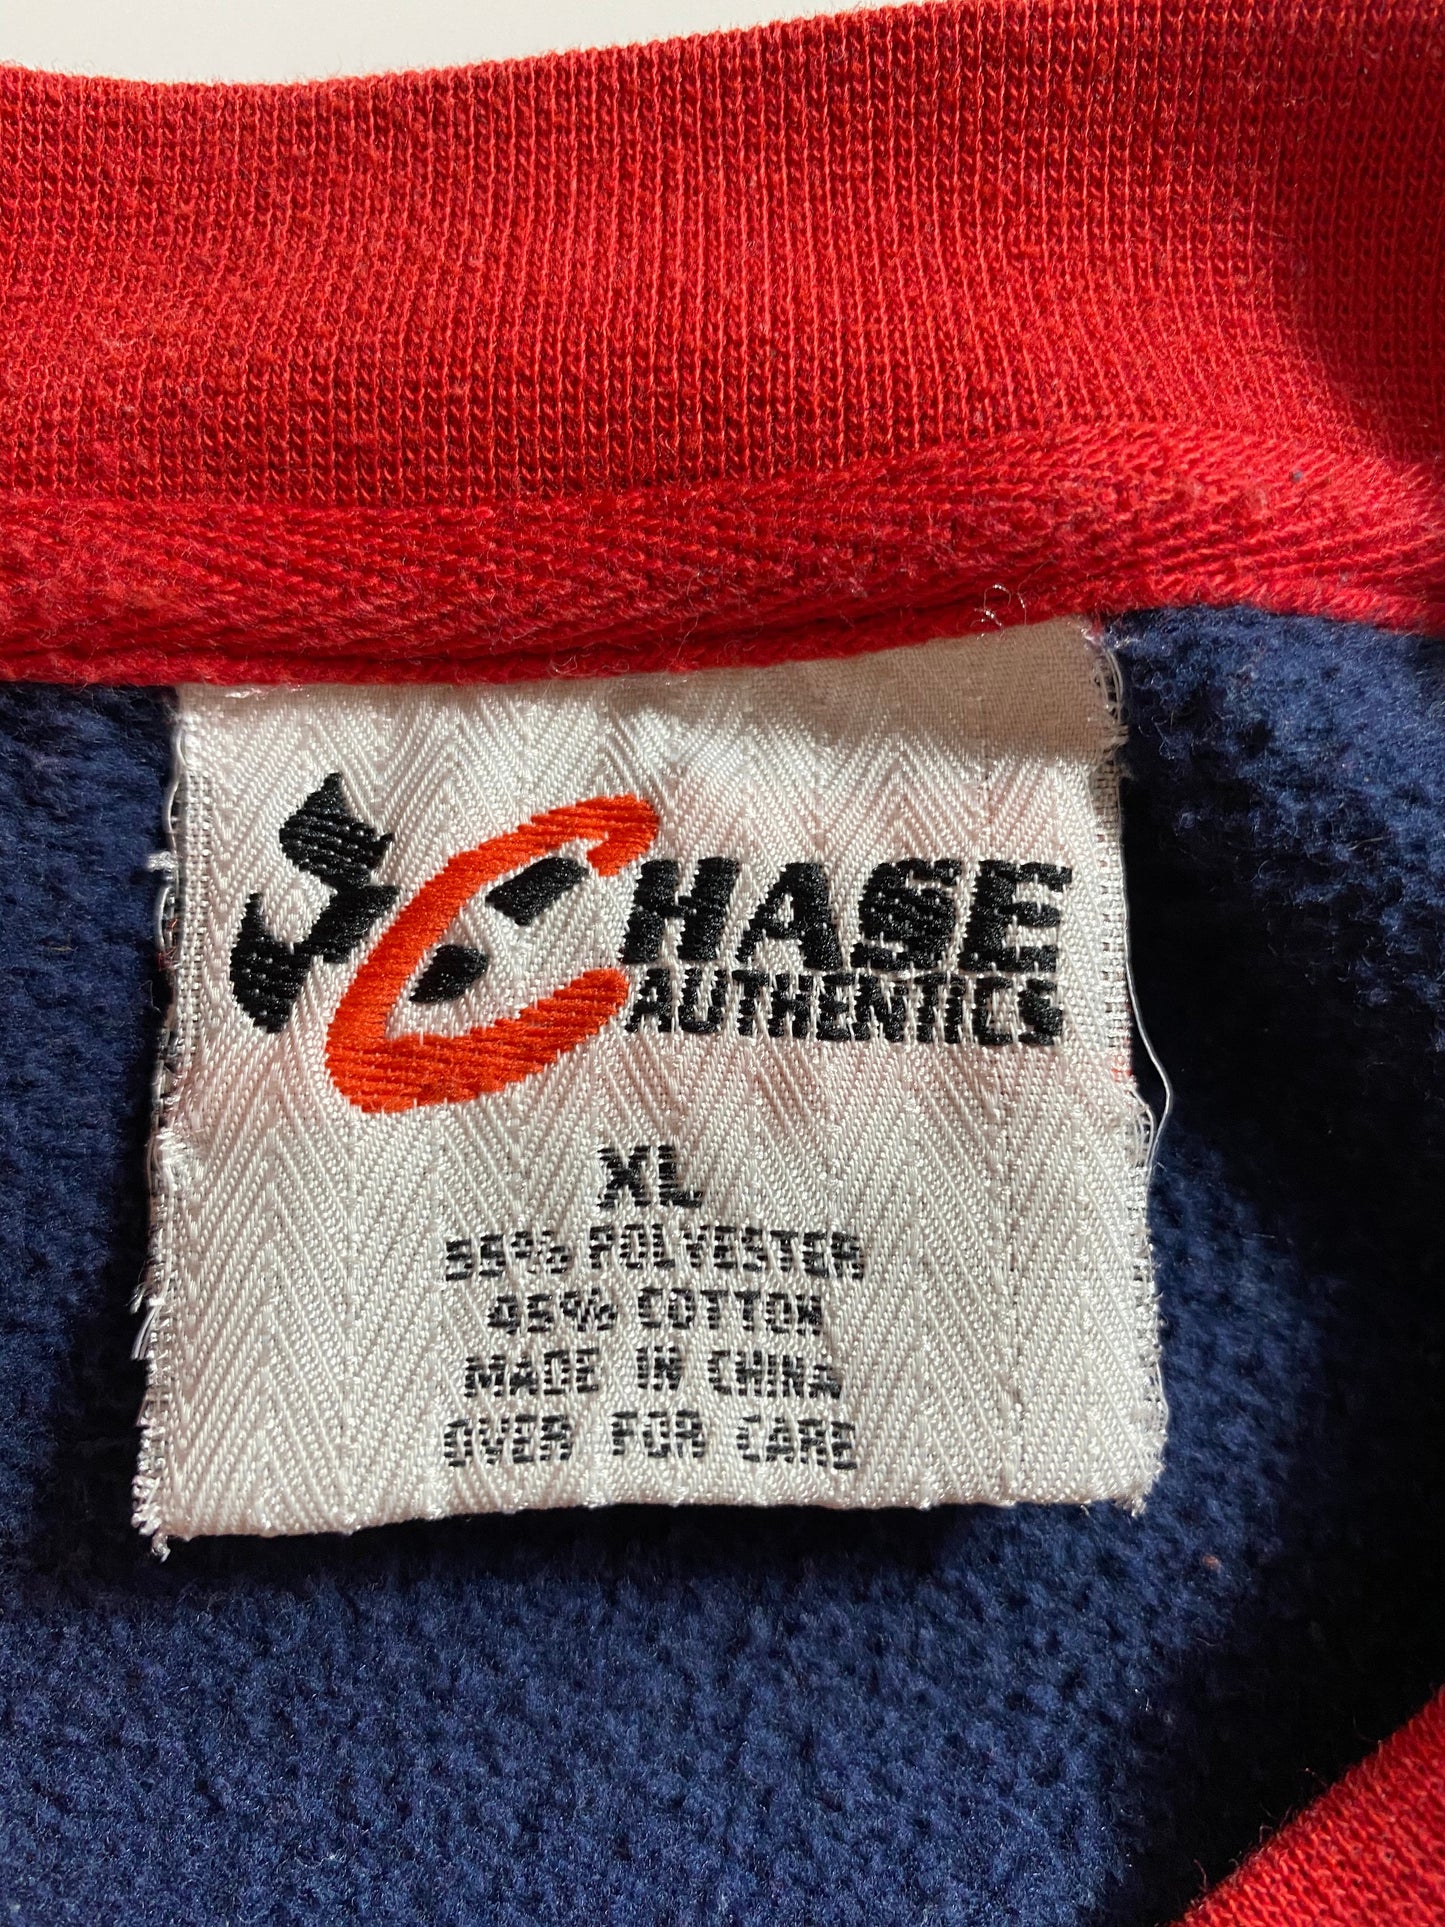 CHASE
AUTHENTICS
XL
55% POLYESTER
45% COTTON
MADE IN CHINA
OVER FOR CARE